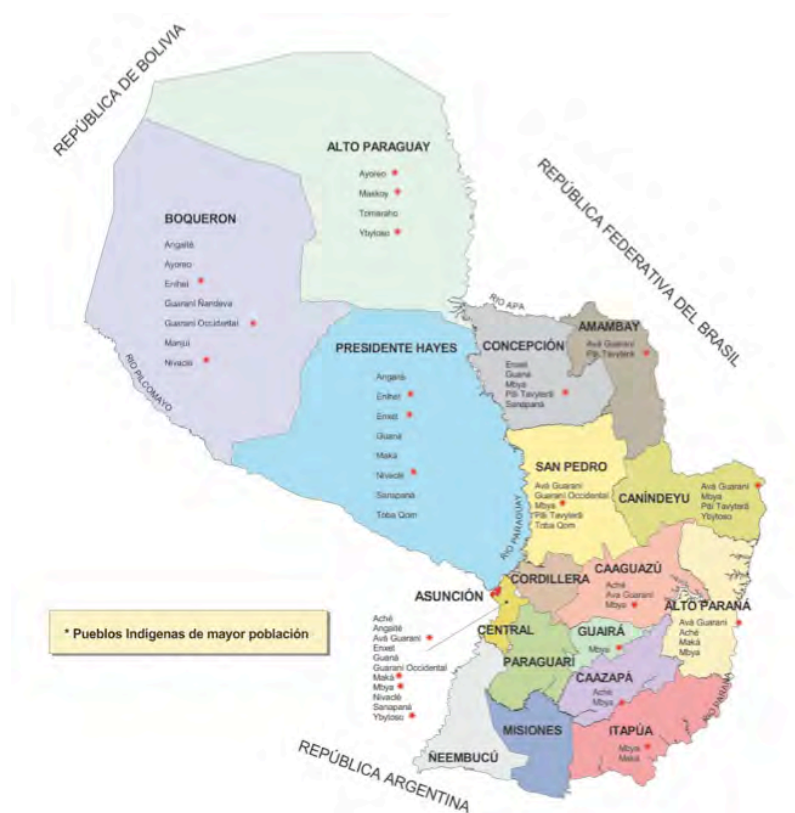 REPÚBLICA DE BOLIVIA
ALTO PARAGUAY
Ayoreo *
Maskoy *
Tomaraho
Ybytoso *
BOQUERON
Angaité
Ayoreo
Enlhet *
Guaraní Ñandeva
Guaraní Occidental *
Manjui
Nivaclé *
RIO PILCOMAYO
REPÚBLICA FEDERATIVA DEL BRASIL
RIO APA
PRESIDENTE HAYES
Angaité
Enlhet *
Enxet *
Guaná
Maká
Nivaclé *
Sanapaná
Toba Qom
CONCEPCIÓN
Enxet
Guaná
Mbya
Pãi Tavyterã *
Sanapaná
AMAMBAY
Avá Guaraní
Pãi Tavyterã *
SAN PEDRO
Avá Guaraní
Guaraní Occidental
Mbya *
Pãi Tavyterã
Toba Qom
CANÍNDEYU
Avá Guaraní *
Mbya
Pãi Tavyterã
Ybytoso
RIO PARAGUAY
CORDILLERA
CAAGUAZÚ
Aché
Ava Guaraní
Mbya *
ALTO PARANÁ
Avá Guaraní *
Aché
Maká
Mbya
ASUNCIÓN
CENTRAL
Aché
Angaité
Avá Guaraní *
Enxet
Guaná
Guaraní Occidental
Maká *
Mbya *
Nivaclé
Sanapaná
Ybytoso *
* Pueblos Indígenas de mayor población
GUAIRÁ
Mbya *
PARAGUARÍ
CAAZAPÁ
Aché
Mbya *
RIO PARANÁ
MISIONES
ITAPÚA
Mbya *
Maká
ÑEEMBUCÚ
REPÚBLICA ARGENTINA